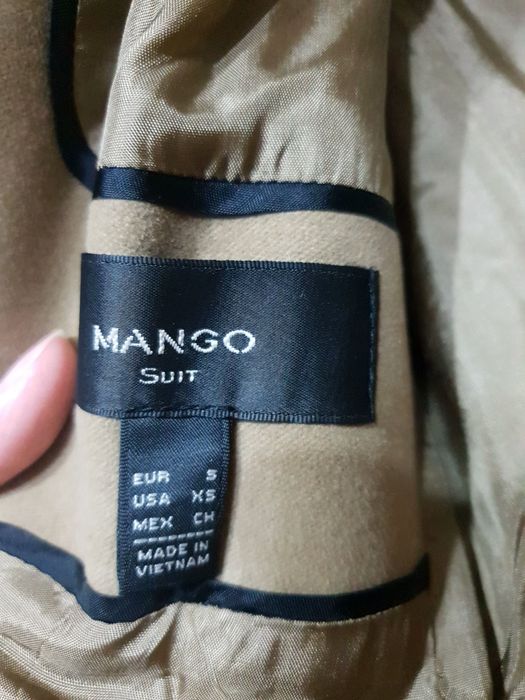 MANGO
SUIT
EUR S
USA XS
MEX CH
MADE IN
VIETNAM